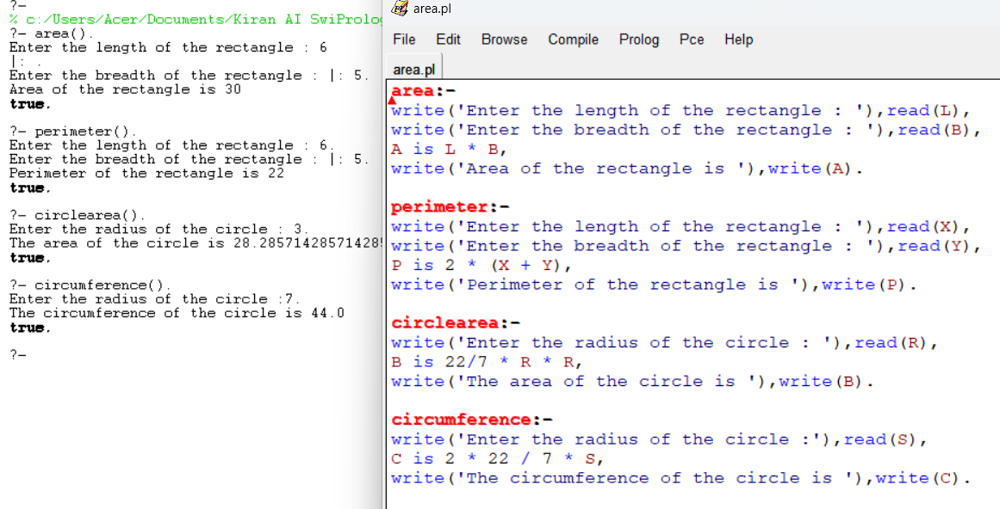 ?-
% c:/Users/Acer/Documents/Kiran AI SwiProlog
?- area().
Enter the length of the rectangle : 6
|: .
Enter the breadth of the rectangle : |: 5.
Area of the rectangle is 30
true.
?- perimeter().
Enter the length of the rectangle : 6.
Enter the breadth of the rectangle : |: 5.
Perimeter of the rectangle is 22
true.
?- circlearea().
Enter the radius of the circle : 3.
The area of the circle is 28.28571428571428
true.
?- circumference().
Enter the radius of the circle :7.
The circumference of the circle is 44.0
true.
?-
area.pl
File Edit Browse Compile Prolog Pce Help
area.pl
area:-
write('Enter the length of the rectangle : '),read(L),
write('Enter the breadth of the rectangle : '),read(B),
A is L * B,
write('Area of the rectangle is '),write(A).
perimeter:-
write('Enter the length of the rectangle : '),read(X),
write('Enter the breadth of the rectangle : '),read(Y),
P is 2 * (X + Y),
write('Perimeter of the rectangle is '),write(P).
circlearea:-
write('Enter the radius of the circle : '),read(R),
B is 22/7 * R * R,
write('The area of the circle is '),write(B).
circumference:-
write('Enter the radius of the circle :'),read(S),
C is 2 * 22 / 7 * S,
write('The circumference of the circle is '),write(C).